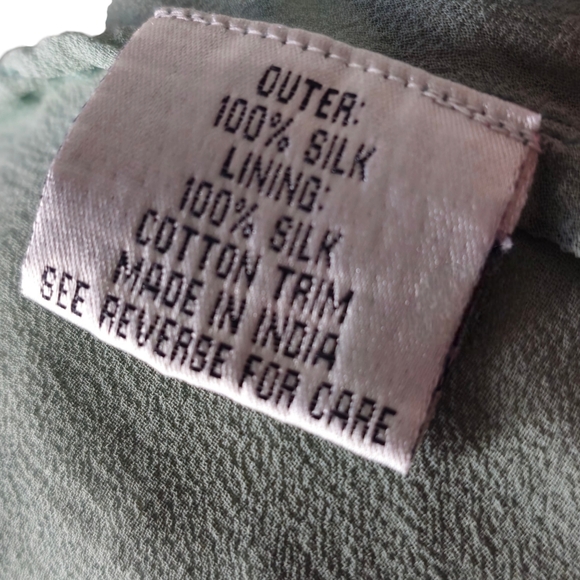 OUTER:
100% SILK
LINING:
100% SILK
COTTON TRIM
MADE IN INDIA
SEE REVERSE FOR CARE